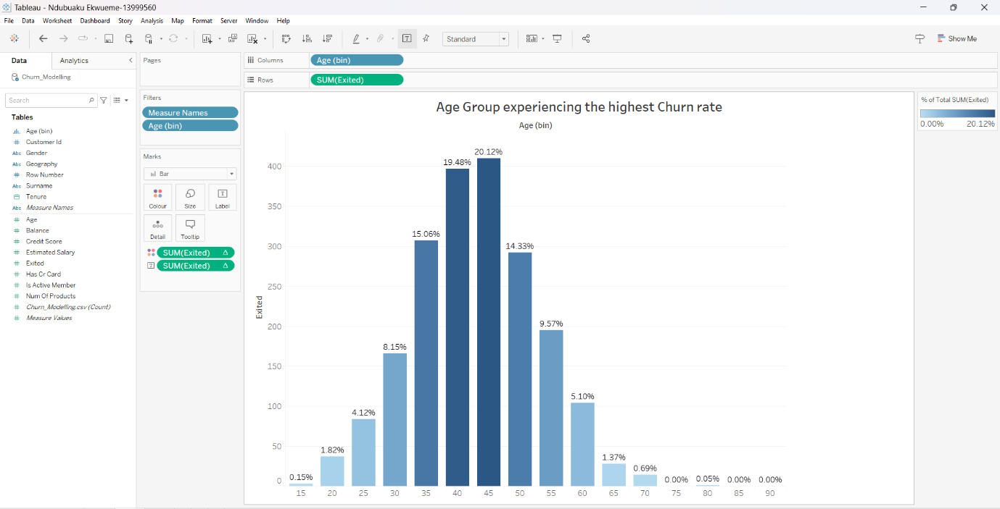 Tableau - Ndubuaku Ekwueme-13999560
File Data Worksheet Dashboard Story Analysis Map Format Server Window Help
Standard
Show Me
Data Analytics
Churn_Modelling
Search
Tables
Age (bin)
Customer Id
Abc Gender
Abc Geography
Row Number
Abc Surname
Tenure
Abc Measure Names
Age
Balance
Credit Score
Estimated Salary
Exited
Has Cr Card
Is Active Member
Num Of Products
Churn_Modelling.csv (Count)
Measure Values
Pages
Filters
Measure Names
Age (bin)
Marks
Bar
Colour Size Label
Detail Tooltip
SUM(Exited) Δ
SUM(Exited) Δ
Columns Age (bin)
Rows SUM(Exited)
Age Group experiencing the highest Churn rate
Age (bin)
Exited
400
350
300
250
200
150
100
50
0
0.15% 1.82% 4.12% 8.15% 15.06% 19.48% 20.12% 14.33% 9.57% 5.10% 1.37% 0.69% 0.00% 0.05% 0.00% 0.00%
15 20 25 30 35 40 45 50 55 60 65 70 75 80 85 90
% of Total SUM(Exited)
0.00% 20.12%